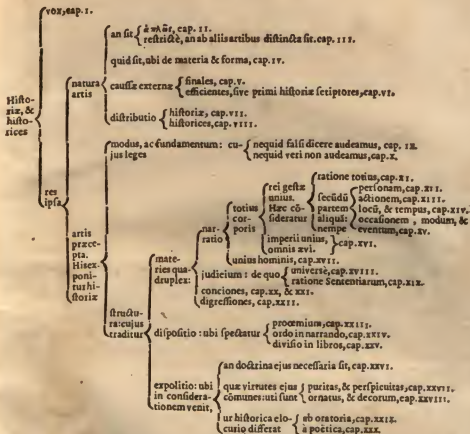 vox, cap. I.
Historiæ, & historices
res ipsa
natura artis
an sit
ἁπλῶς, cap. II.
restrictè, an ab aliis artibus distincta sit. cap. III.
quid sit, ubi de materia & forma, cap. IV.
caussæ externæ
finales, cap. V.
efficientes, sive primi historiæ scriptores, cap. VI.
distributio
historiæ, cap. VII.
historices, cap. VIII.
artis præcepta. His exponitur historiæ
modus, ac fundamentum: cujus leges
nequid falsi dicere audeamus, cap. IX.
nequid veri non audeamus, cap. X.
structura: cujus traditur
materies quadruplex:
narratio
totius corporis
rei gestæ unius. Hæc cōsideratur
ratione totius, cap. XI.
secūdū partem aliquā: nempe
personam, cap. XII.
actionem, cap. XIII.
locū, & tempus, cap. XIV.
occasionem, modum, & eventum, cap. XV.
imperii unius,
omnis ævi.
cap. XVI.
unius hominis, cap. XVII.
judicium: de quo
universè, cap. XVIII.
ratione Sententiarum, cap. XIX.
conciones, cap. XX, & XXI.
digressiones, cap. XXII.
dispositio: ubi spectatur
prooemium, cap. XXIII.
ordo in narrando, cap. XXIV.
divisio in libros, cap. XXV.
expolitio: ubi in considerationem venit,
an doctrina ejus necessaria sit, cap. XXVI.
quæ virtutes ejus cōmunes: uti sunt
puritas, & perspicuitas, cap. XXVII.
ornatus, & decorum, cap. XXVIII.
ut historica elocutio differat
ab oratoria, cap. XXIX.
à poëtica, cap. XXX.